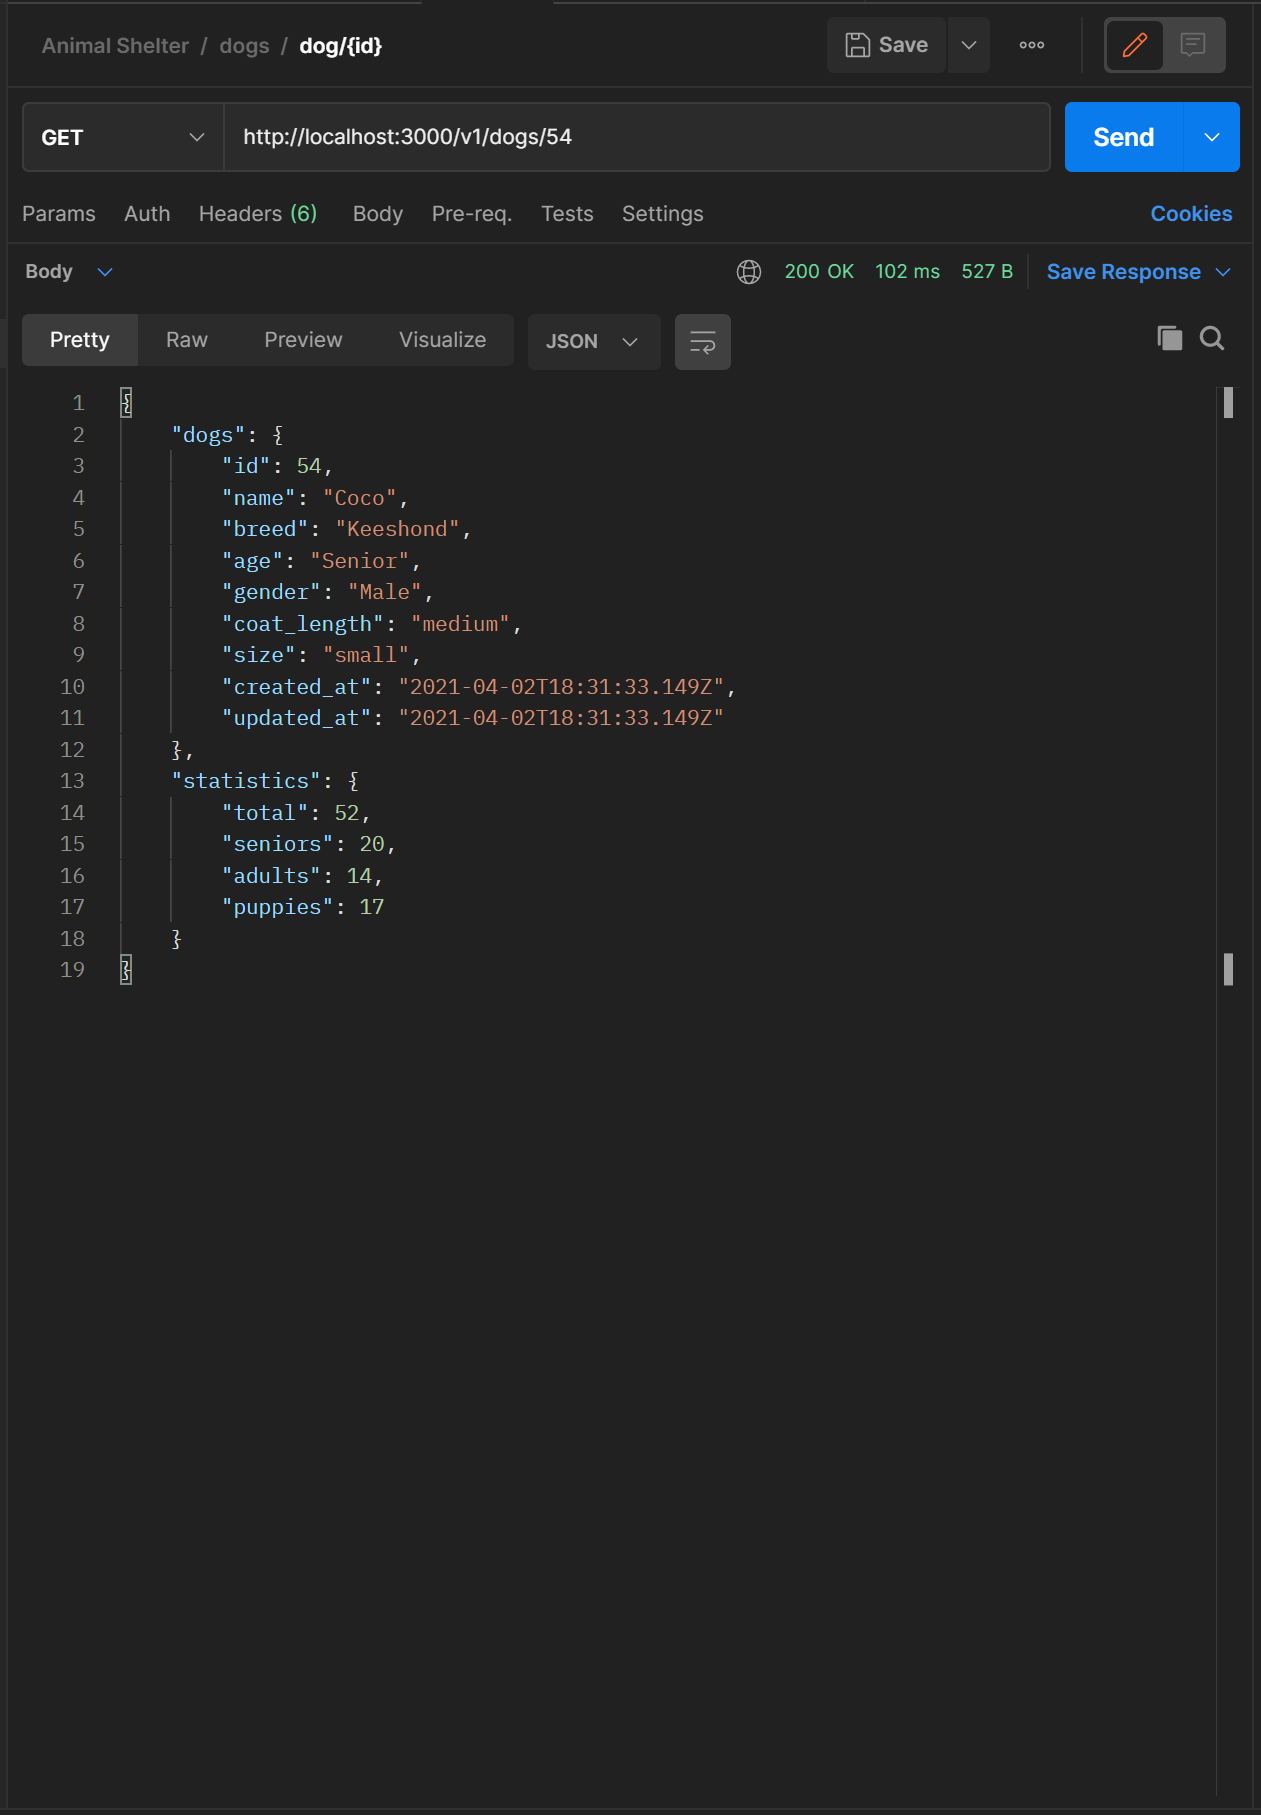 Animal Shelter / dogs / dog/{id} Save
GET http://localhost:3000/v1/dogs/54 Send
Params Auth Headers (6) Body Pre-req. Tests Settings Cookies
Body 200 OK 102 ms 527 B Save Response
Pretty Raw Preview Visualize JSON
1 {
2 "dogs": {
3 "id": 54,
4 "name": "Coco",
5 "breed": "Keeshond",
6 "age": "Senior",
7 "gender": "Male",
8 "coat_length": "medium",
9 "size": "small",
10 "created_at": "2021-04-02T18:31:33.149Z",
11 "updated_at": "2021-04-02T18:31:33.149Z"
12 },
13 "statistics": {
14 "total": 52,
15 "seniors": 20,
16 "adults": 14,
17 "puppies": 17
18 }
19 }